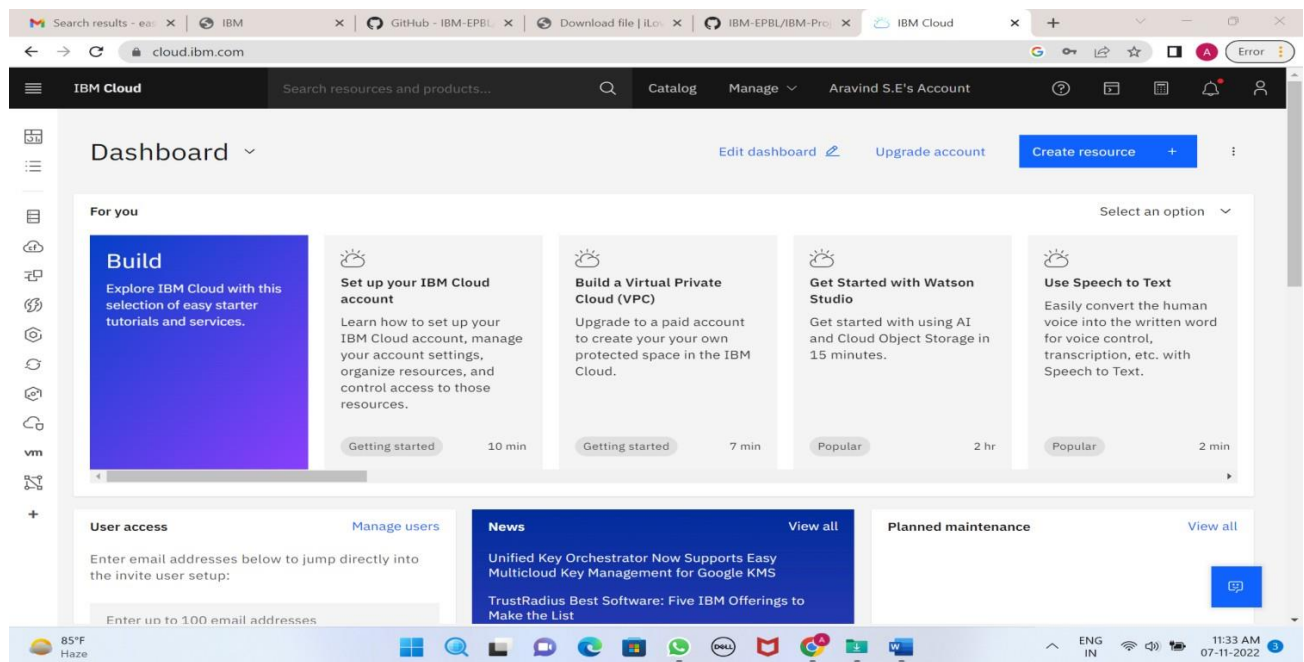 Search results - eas
IBM
GitHub - IBM-EPBL
Download file | iLov
IBM-EPBL/IBM-Proj
IBM Cloud
cloud.ibm.com
A
Error
IBM Cloud
Search resources and products...
Catalog
Manage
Aravind S.E's Account
Dashboard
Edit dashboard
Upgrade account
Create resource +
For you
Select an option
Build
Explore IBM Cloud with this
selection of easy starter
tutorials and services.
Set up your IBM Cloud
account
Learn how to set up your
IBM Cloud account, manage
your account settings,
organize resources, and
control access to those
resources.
Getting started
10 min
Build a Virtual Private
Cloud (VPC)
Upgrade to a paid account
to create your your own
protected space in the IBM
Cloud.
Getting started
7 min
Get Started with Watson
Studio
Get started with using AI
and Cloud Object Storage in
15 minutes.
Popular
2 hr
Use Speech to Text
Easily convert the human
voice into the written word
for voice control,
transcription, etc. with
Speech to Text.
Popular
2 min
vm
User access
Manage users
Enter email addresses below to jump directly into
the invite user setup:
Enter up to 100 email addresses
News
View all
Unified Key Orchestrator Now Supports Easy
Multicloud Key Management for Google KMS
TrustRadius Best Software: Five IBM Offerings to
Make the List
Planned maintenance
View all
85°F
Haze
DELL
ENG
IN
11:33 AM
07-11-2022
3